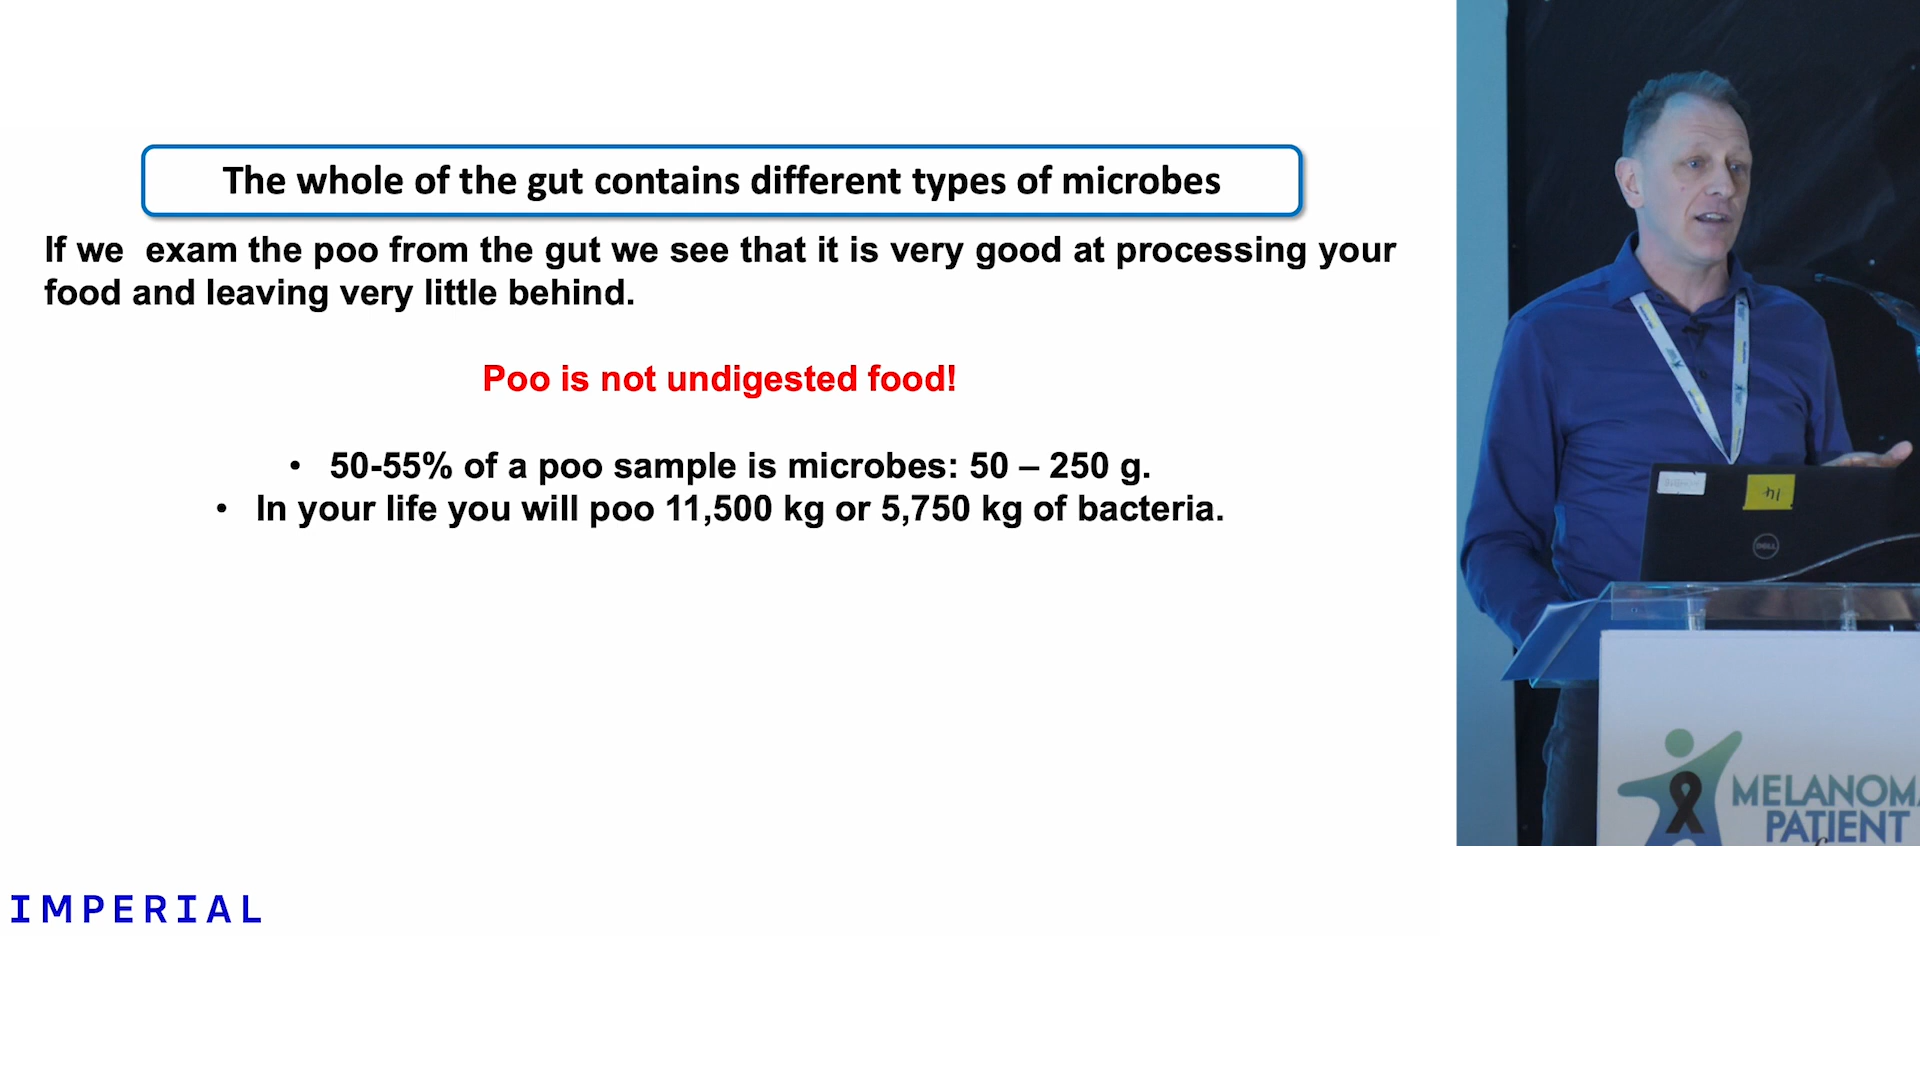 The whole of the gut contains different types of microbes
If we  exam the poo from the gut we see that it is very good at processing your
food and leaving very little behind.
Poo is not undigested food!
• 50-55% of a poo sample is microbes: 50 – 250 g.
• In your life you will poo 11,500 kg or 5,750 kg of bacteria.
IMPERIAL
DELL
MELANOMA
PATIENT